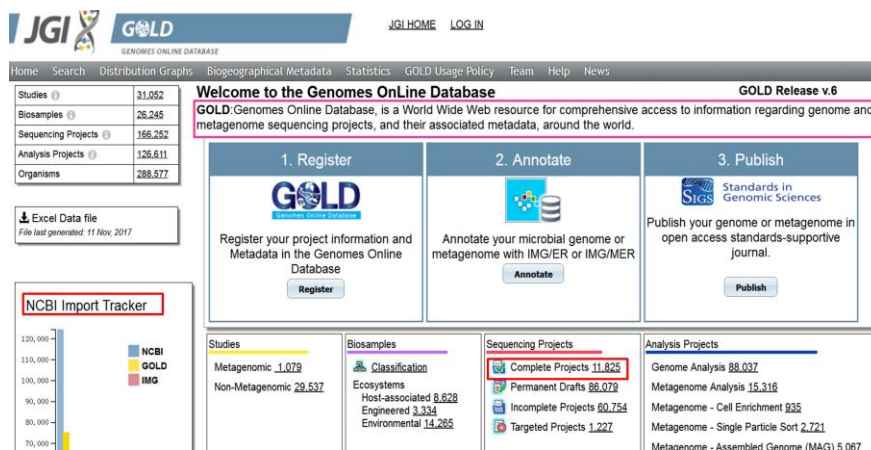 JGI
GOLD
GENOMES ONLINE DATABASE
JGI HOME LOG IN
Home Search Distribution Graphs Biogeographical Metadata Statistics GOLD Usage Policy Team Help News
Studies 31,052
Biosamples 26,245
Sequencing Projects 166,252
Analysis Projects 126,611
Organisms 288,577
Excel Data file
File last generated: 11 Nov, 2017
Welcome to the Genomes OnLine Database
GOLD Release v.6
GOLD:Genomes Online Database, is a World Wide Web resource for comprehensive access to information regarding genome and
metagenome sequencing projects, and their associated metadata, around the world.
1. Register
GOLD
Genomes Online Database
Register your project information and
Metadata in the Genomes Online
Database
Register
2. Annotate
Annotate your microbial genome or
metagenome with IMG/ER or IMG/MER
Annotate
3. Publish
SIGS
Standards in
Genomic Sciences
Publish your genome or metagenome in
open access standards-supportive
journal.
Publish
NCBI Import Tracker
120,000
110,000
100,000
90,000
80,000
70,000
NCBI
GOLD
IMG
Studies
Metagenomic 1,079
Non-Metagenomic 29,537
Biosamples
Classification
Ecosystems
Host-associated 8,628
Engineered 3,334
Environmental 14,265
Sequencing Projects
Complete Projects 11,825
Permanent Drafts 86,079
Incomplete Projects 60,754
Targeted Projects 1,227
Analysis Projects
Genome Analysis 88,037
Metagenome Analysis 15,316
Metagenome - Cell Enrichment 935
Metagenome - Single Particle Sort 2,721
Metagenome - Assembled Genome (MAG) 5,067